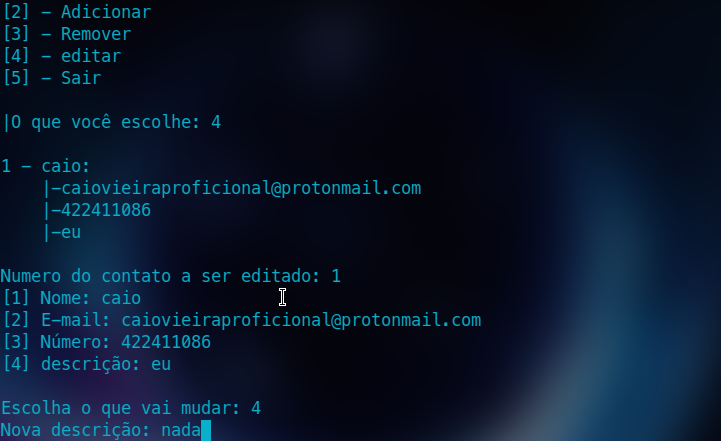 [2] – Adicionar
[3] – Remover
[4] – editar
[5] – Sair
|O que você escolhe: 4
1 – caio:
|–caiovieiraproficional@protonmail.com
|–422411086
|–eu
Numero do contato a ser editado: 1
[1] Nome: caio
[2] E-mail: caiovieiraproficional@protonmail.com
[3] Número: 422411086
[4] descrição: eu
Escolha o que vai mudar: 4
Nova descrição: nada